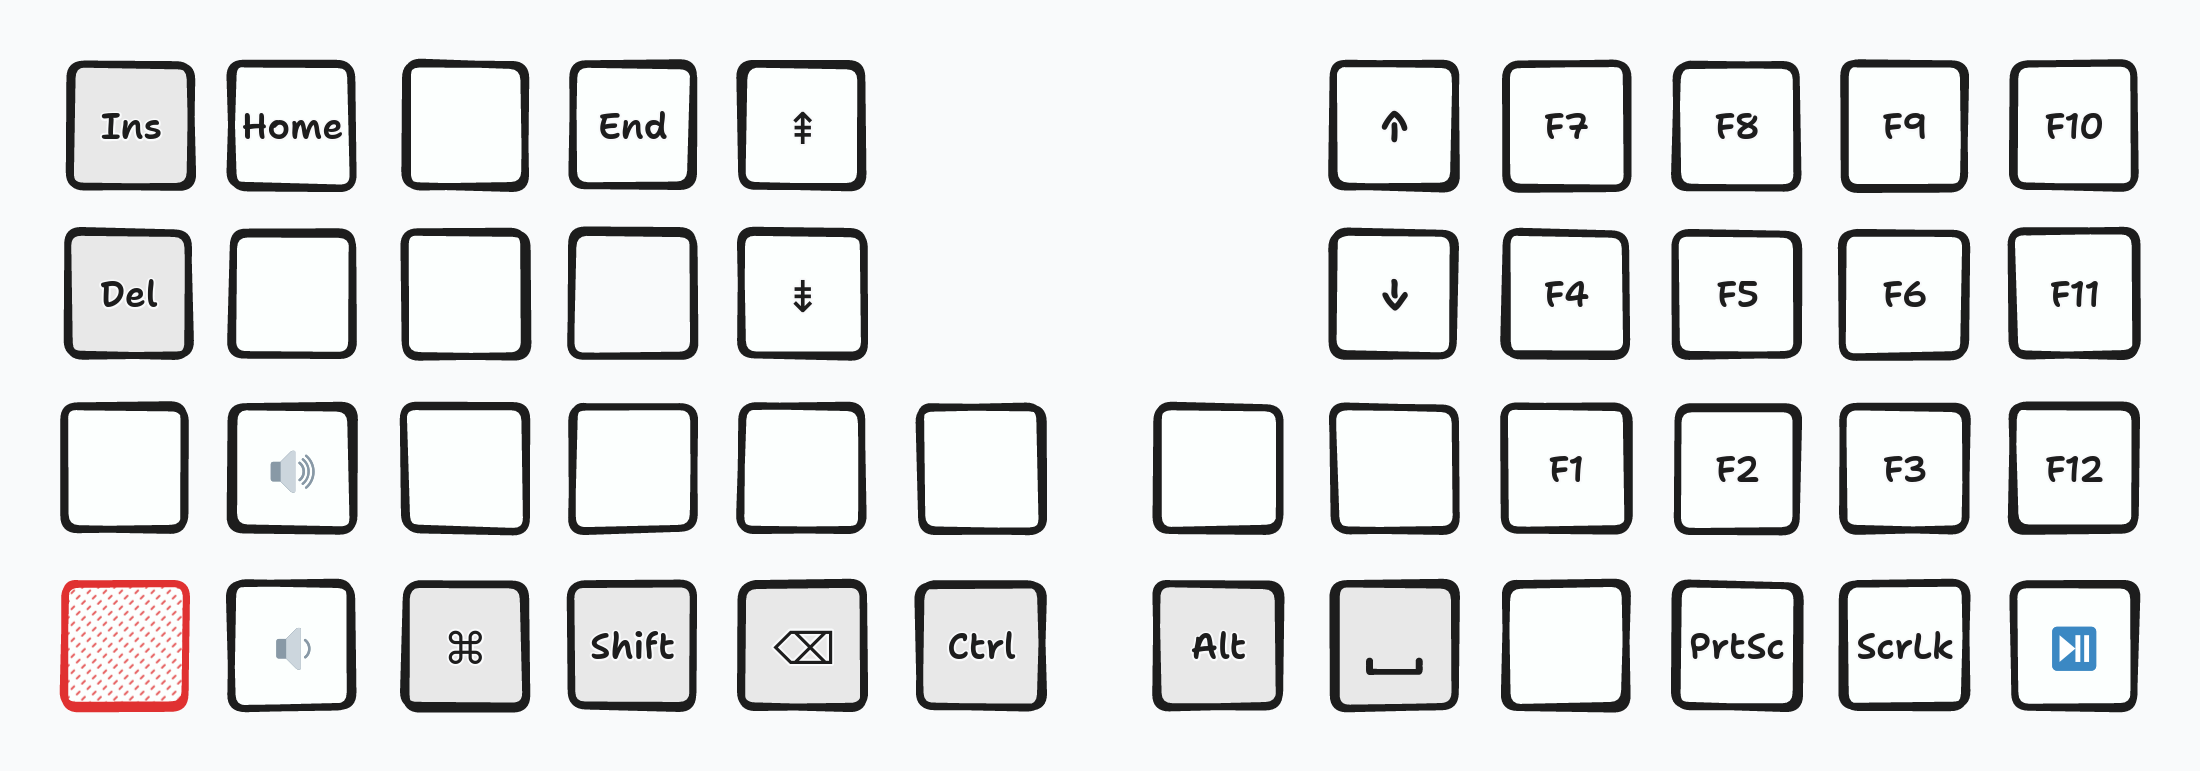 Ins Home End ⇞ ↑ F7 F8 F9 F10
Del ⇟ ↓ F4 F5 F6 F11
F1 F2 F3 F12
⌘ Shift ⌫ Ctrl Alt ⎵ PrtSc ScrLk